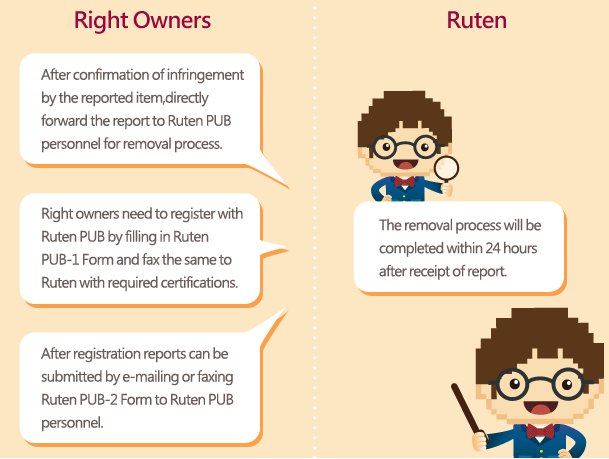 Right Owners
After confirmation of infringement
by the reported item,directly
forward the report to Ruten PUB
personnel for removal process.
Right owners need to register with
Ruten PUB by filling in Ruten
PUB-1 Form and fax the same to
Ruten with required certifications.
After registration reports can be
submitted by e-mailing or faxing
Ruten PUB-2 Form to Ruten PUB
personnel.
Ruten
The removal process will be
completed within 24 hours
after receipt of report.